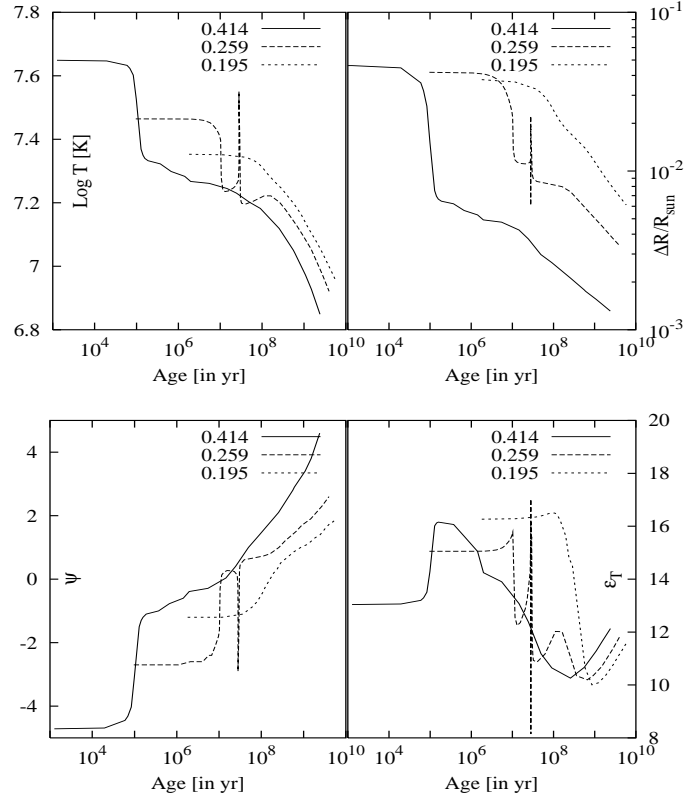 7.8
7.6
7.4
7.2
7
6.8
Log T [K]
0.414
0.259
0.195
10^4 10^6 10^8 10^10
Age [in yr]
0.414
0.259
0.195
10^-1
10^-2
10^-3
ΔR/R_sun
10^4 10^6 10^8 10^10
Age [in yr]
4
2
0
-2
-4
ψ
0.414
0.259
0.195
10^4 10^6 10^8 10^10
Age [in yr]
0.414
0.259
0.195
20
18
16
14
12
10
8
ε_T
10^4 10^6 10^8 10^10
Age [in yr]